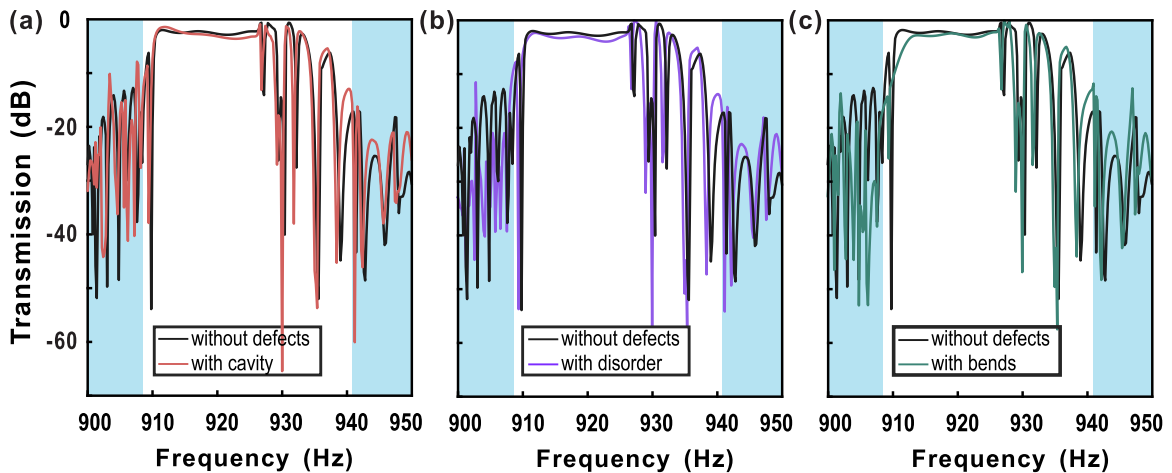 (a)
(b)
(c)
Transmission (dB)
0
-20
-40
-60
without defects
with cavity
without defects
with disorder
without defects
with bends
900 910 920 930 940 950
900 910 920 930 940 950
900 910 920 930 940 950
Frequency (Hz)
Frequency (Hz)
Frequency (Hz)